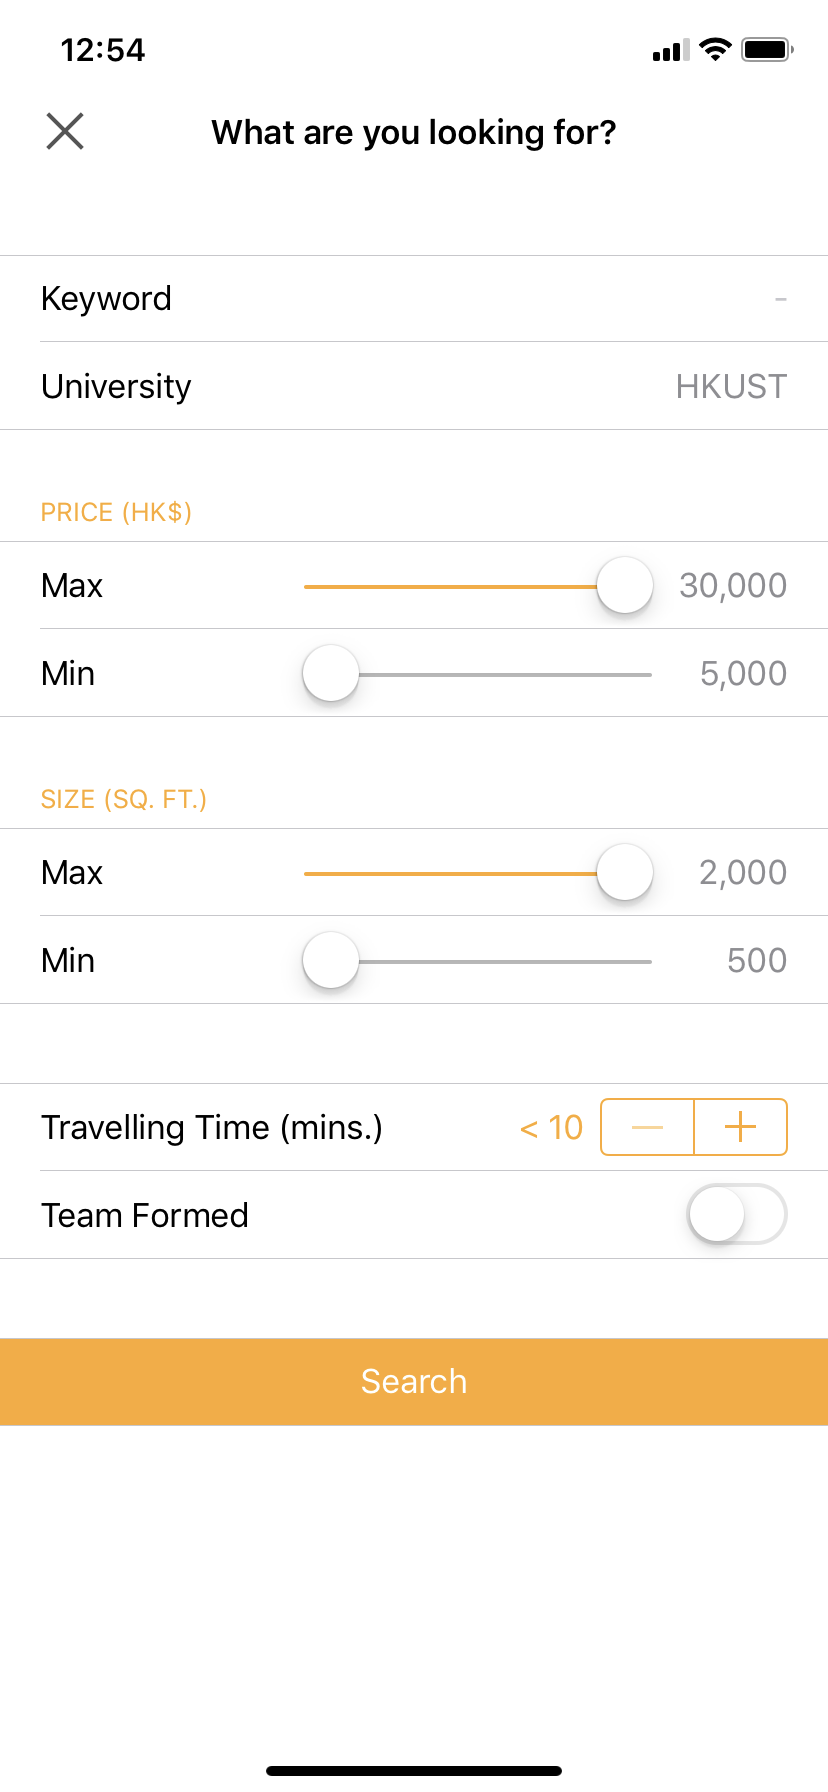 12:54
What are you looking for?
Keyword -
University HKUST
PRICE (HK$)
Max 30,000
Min 5,000
SIZE (SQ. FT.)
Max 2,000
Min 500
Travelling Time (mins.) < 10 — +
Team Formed
Search